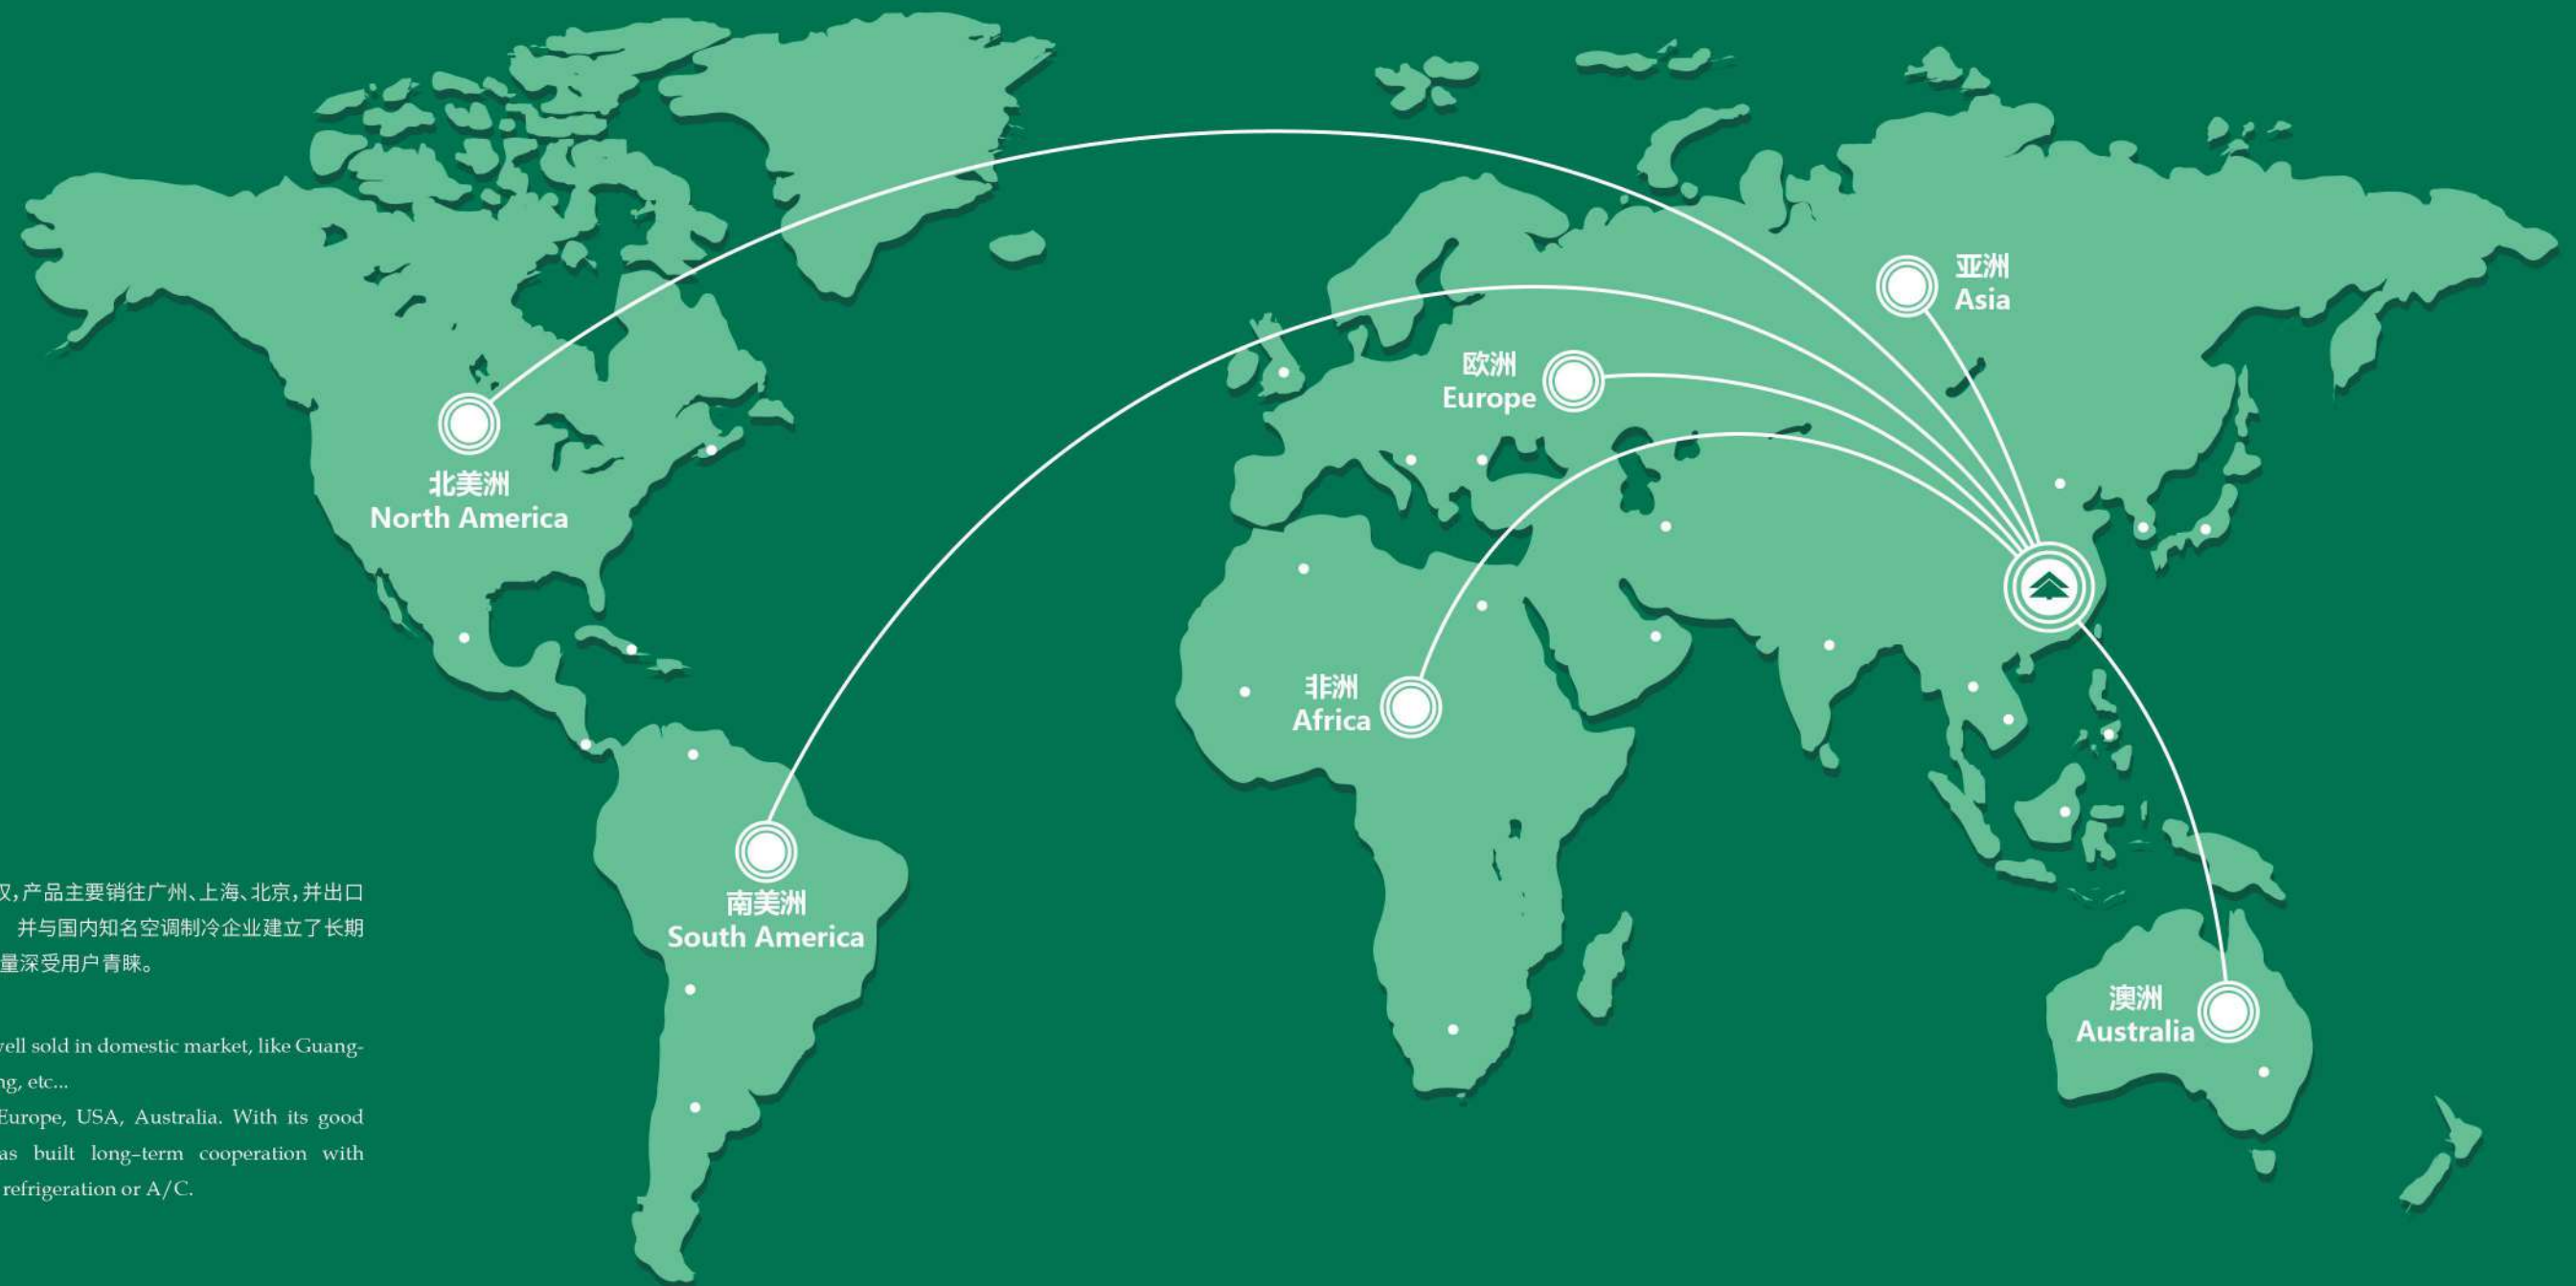 亚洲
Asia
欧洲
Europe
北美洲
North America
非洲
Africa
南美洲
South America
澳洲
Australia
,产品主要销往广州、上海、北京,并出口
并与国内知名空调制冷企业建立了长期
量深受用户青睐。
well sold in domestic market, like Guang-
ng, etc...
Europe, USA, Australia. With its good
as built long-term cooperation with
refrigeration or A/C.